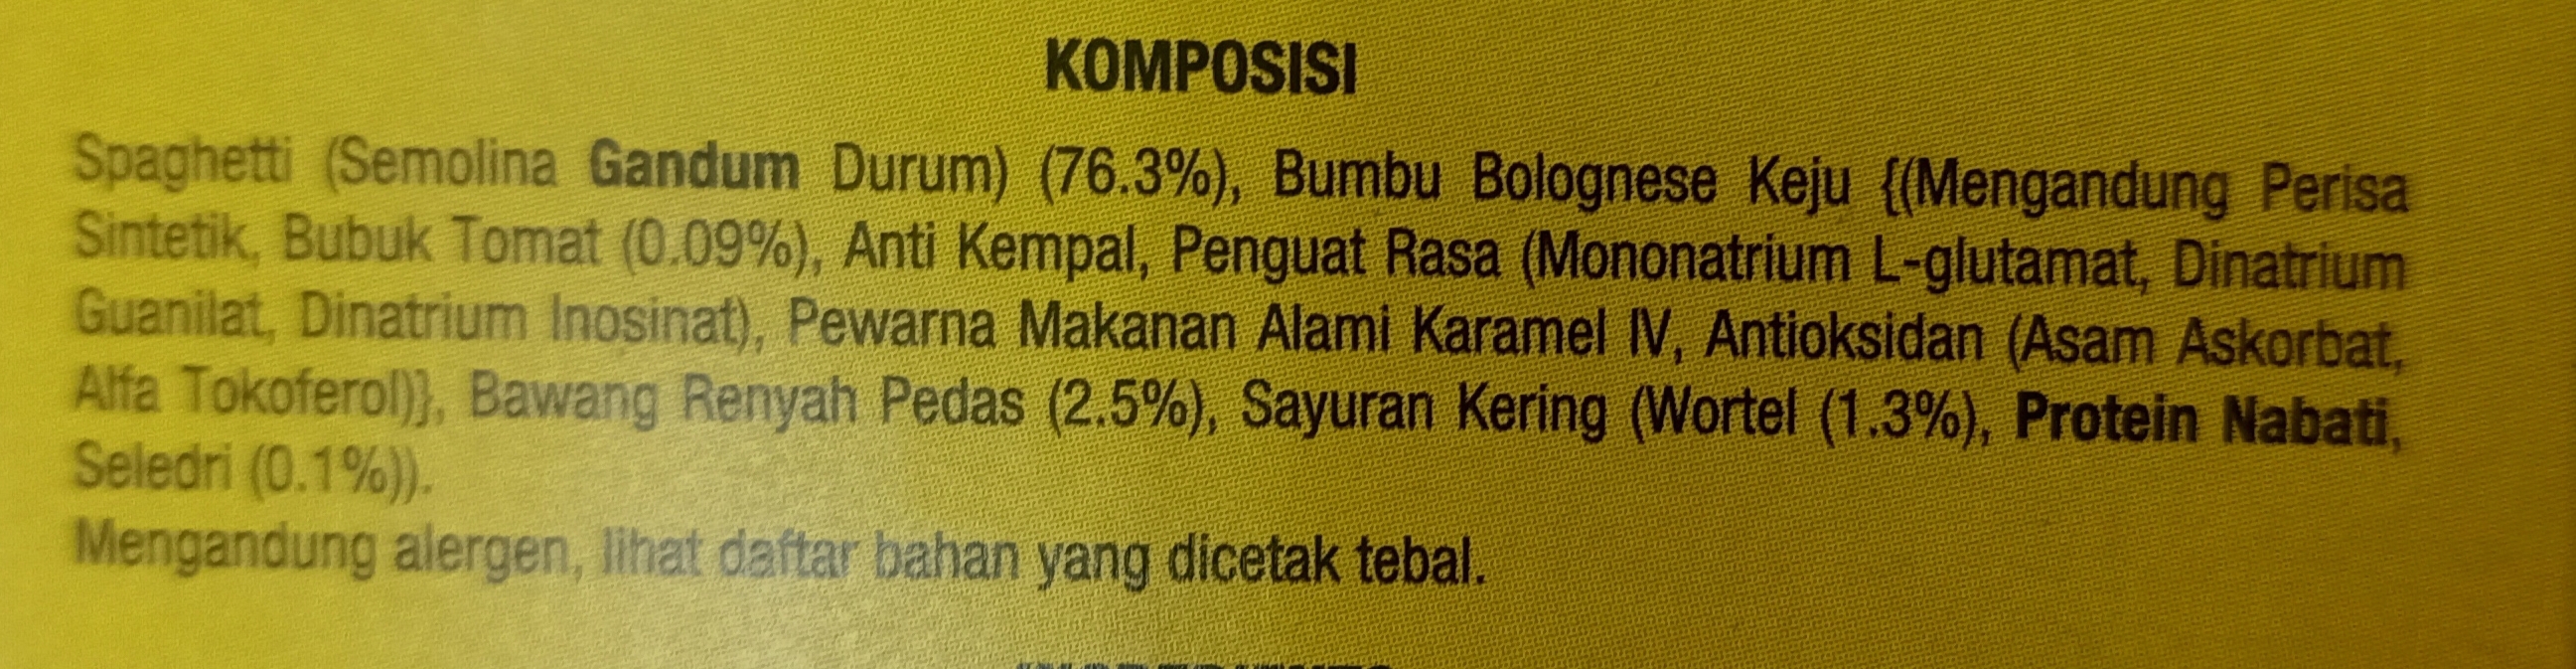 KOMPOSISI
Spaghetti (Semolina Gandum Durum) (76.3%), Bumbu Bolognese Keju {(Mengandung Perisa
Sintetik, Bubuk Tomat (0.09%), Anti Kempal, Penguat Rasa (Mononatrium L-glutamat, Dinatrium
Guanilat, Dinatrium Inosinat), Pewarna Makanan Alami Karamel IV, Antioksidan (Asam Askorbat,
Alfa Tokoferol)}, Bawang Renyah Pedas (2.5%), Sayuran Kering (Wortel (1.3%), Protein Nabati,
Seledri (0.1%)).
Mengandung alergen, lihat daftar bahan yang dicetak tebal.